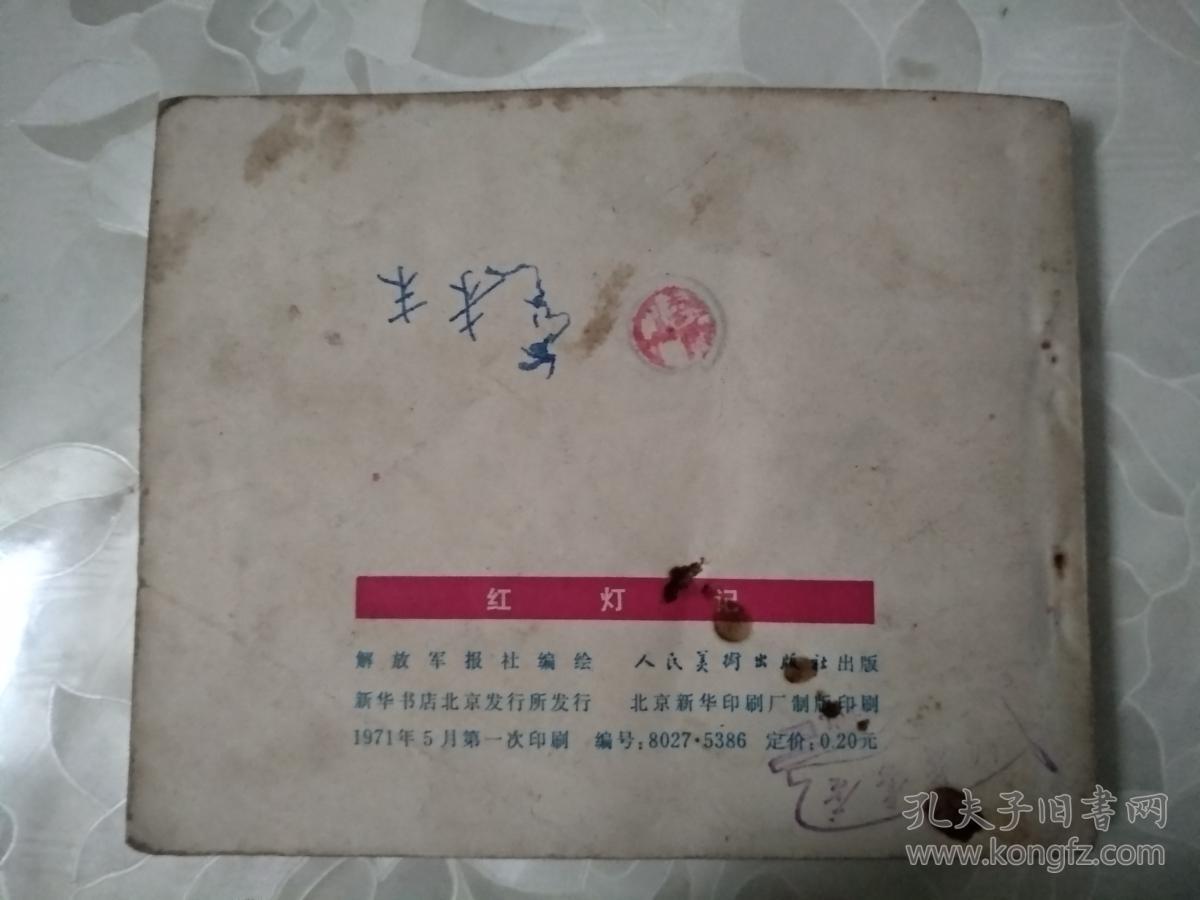 红灯记
解放军报社编绘 人民美術出版社出版
新华书店北京发行所发行 北京新华印刷厂制版印刷
1971年5月第一次印刷 编号：8027·5386 定价：0.20元
孔夫子旧书网
www.kongfz.com